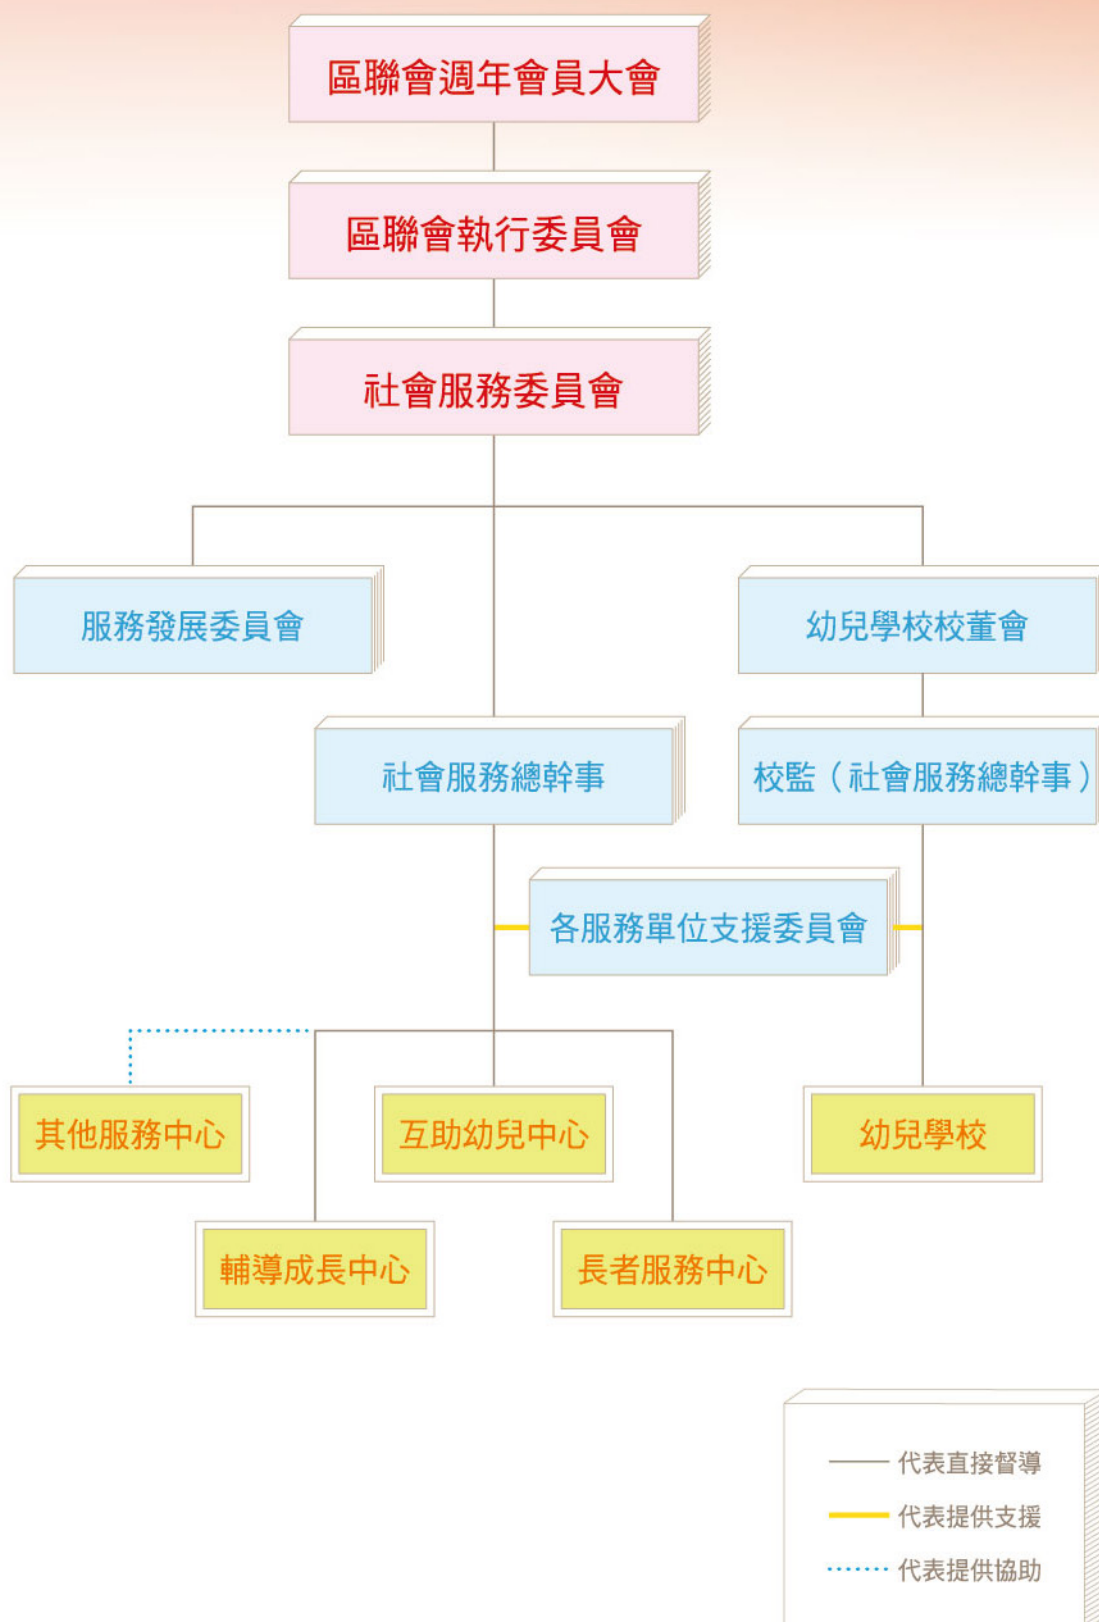 區聯會週年會員大會
區聯會執行委員會
社會服務委員會
服務發展委員會
幼兒學校校董會
社會服務總幹事
校監（社會服務總幹事）
各服務單位支援委員會
其他服務中心
互助幼兒中心
幼兒學校
輔導成長中心
長者服務中心
代表直接督導
代表提供支援
代表提供協助